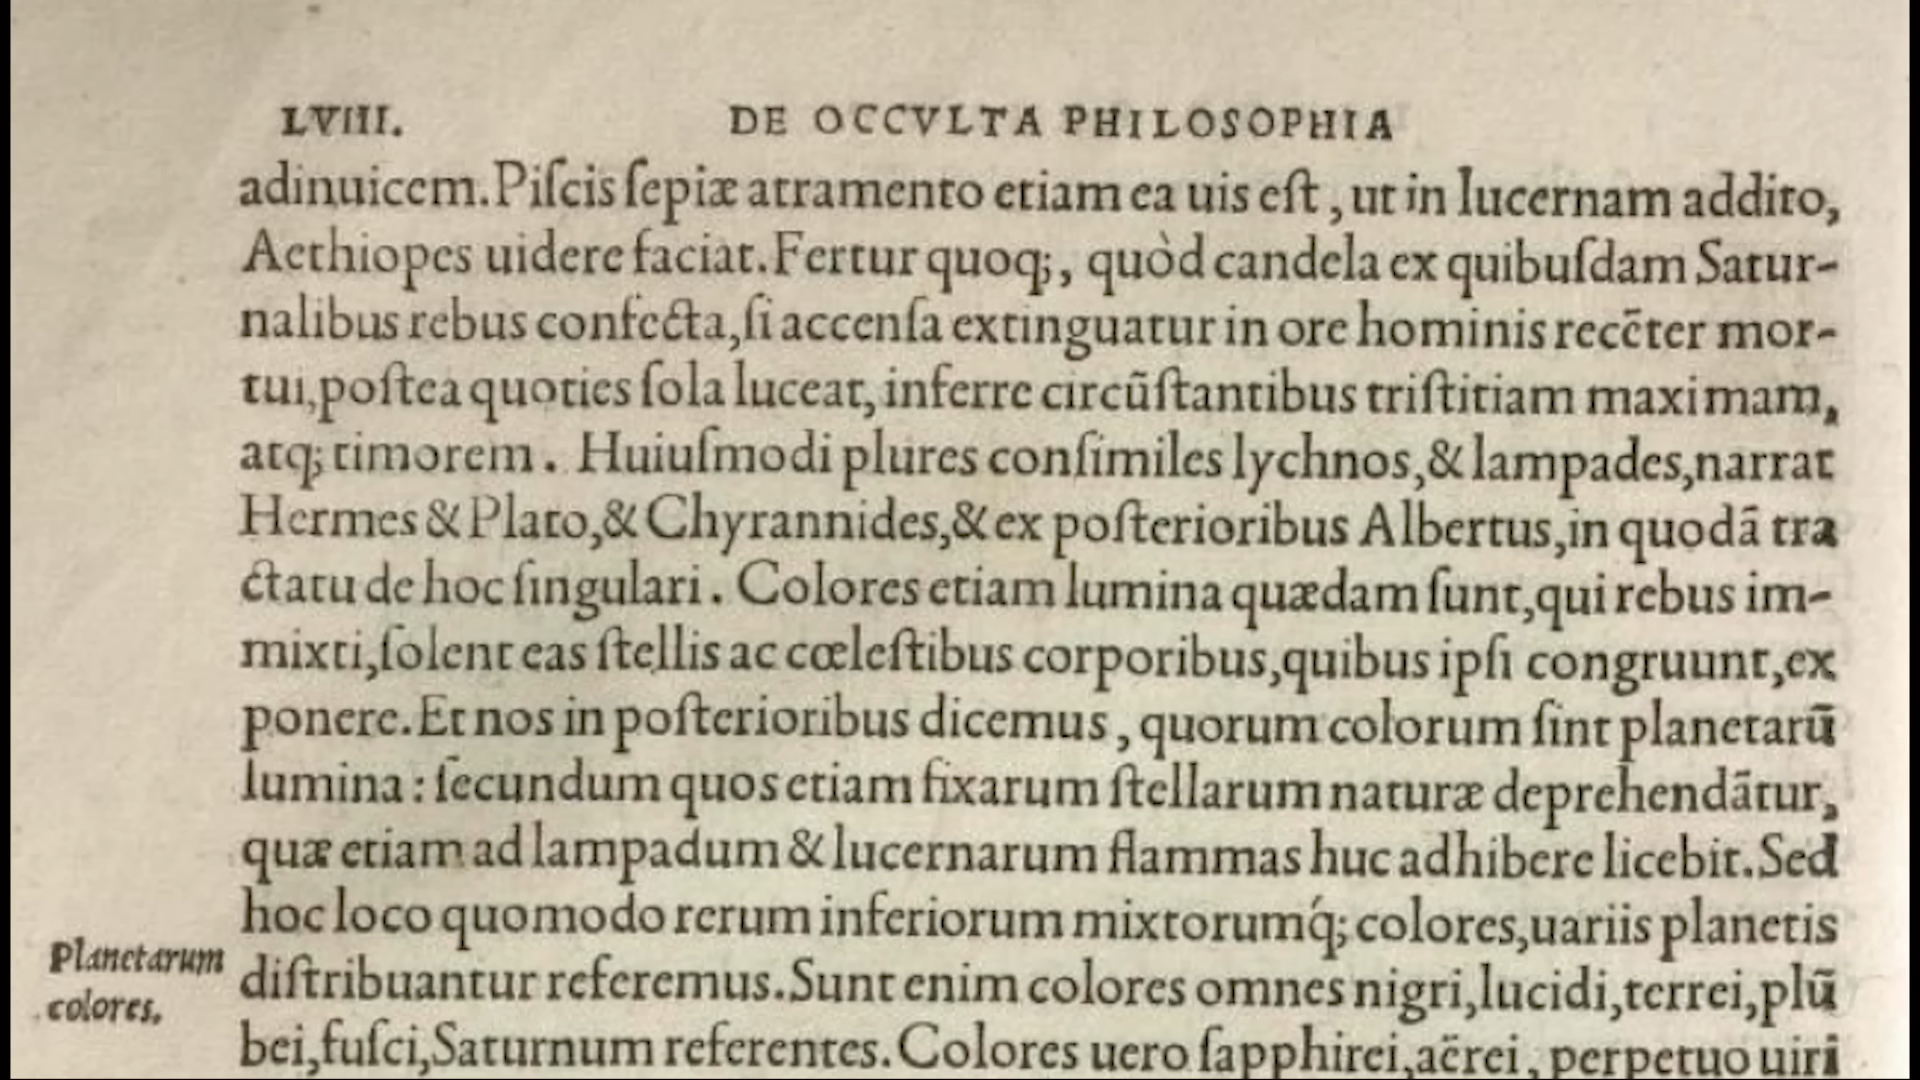 LVIII. DE OCCVLTA PHILOSOPHIA
adinuicem. Piſcis ſepiæ atramento etiam ea uis eſt, ut in lucernam addito,
Aethiopes uidere faciat. Fertur quoq;, quòd candela ex quibuſdam Satur-
nalibus rebus confecta, ſi accenſa extinguatur in ore hominis recẽter mor-
tui, poſtea quoties ſola luceat, inferre circũſtantibus triſtitiam maximam,
atq; timorem. Huiuſmodi plures conſimiles lychnos, & lampades, narrat
Hermes & Plato, & Chyrannides, & ex poſterioribus Albertus, in quodã tra
ctatu de hoc ſingulari. Colores etiam lumina quædam ſunt, qui rebus im-
mixti, ſolent eas ſtellis ac cœleſtibus corporibus, quibus ipſi congruunt, ex
ponere. Et nos in poſterioribus dicemus, quorum colorum ſint planetarũ
lumina: ſecundum quos etiam fixarum ſtellarum naturæ deprehendãtur,
quæ etiam ad lampadum & lucernarum flammas huc adhibere licebit. Sed
hoc loco quomodo rerum inferiorum mixtorumq́; colores, uariis planetis
Planetarum
colores.
diſtribuantur referemus. Sunt enim colores omnes nigri, lucidi, terrei, plũ
bei, fuſci, Saturnum referentes. Colores uero ſapphirei, aërei, perpetuo uiri